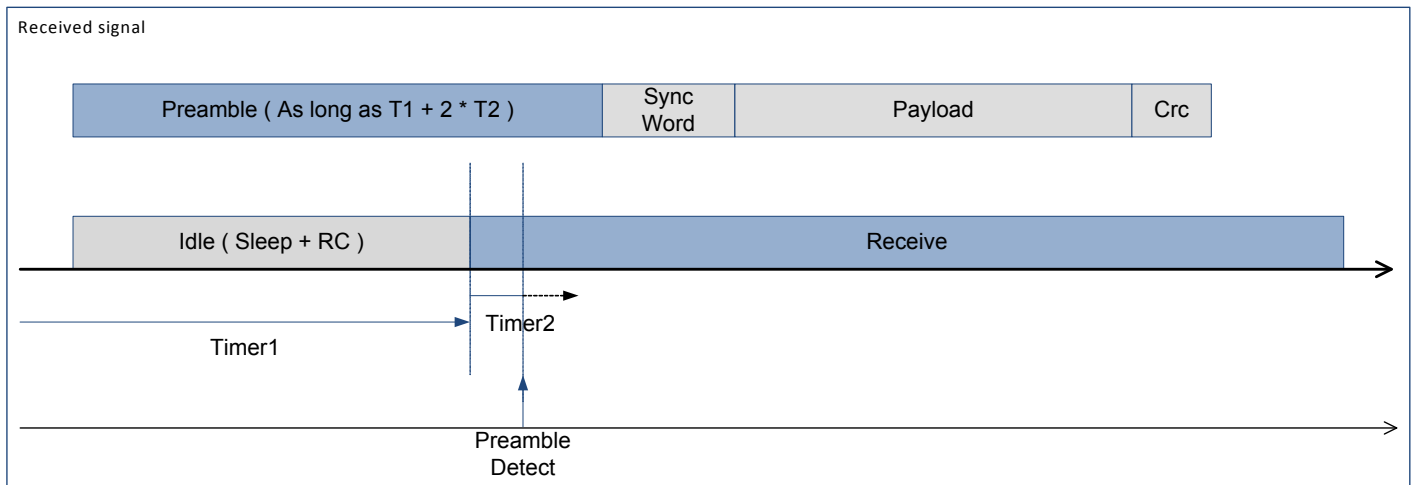 Received signal
Preamble ( As long as T1 + 2 * T2 )
Sync
Word
Payload
Crc
Idle ( Sleep + RC )
Receive
Timer2
Timer1
Preamble
Detect